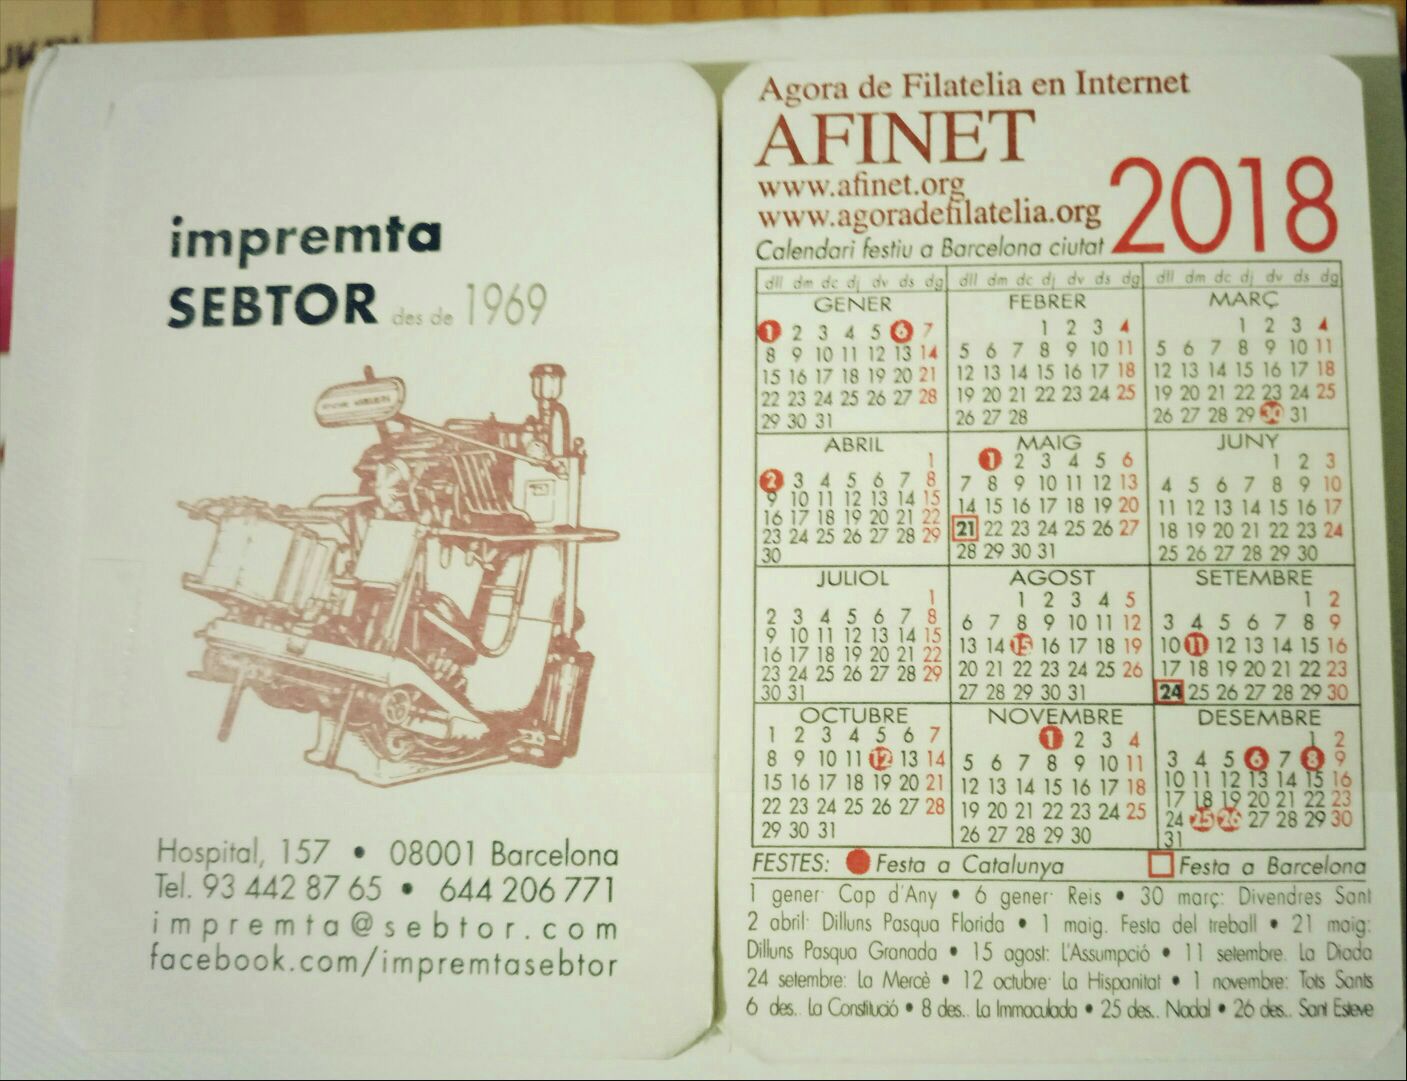 impremta
SEBTOR des de 1969
Hospital, 157 • 08001 Barcelona
Tel. 93 442 87 65 • 644 206 771
impremta@sebtor.com
facebook.com/impremtasebtor
Agora de Filatelia en Internet
AFINET
www.afinet.org
www.agoradefilatelia.org
2018
Calendari festiu a Barcelona ciutat
dll dm dc dj dv ds dg dll dm dc dj dv ds dg dll dm dc dj dv ds dg
GENER
1 2 3 4 5 6 7
8 9 10 11 12 13 14
15 16 17 18 19 20 21
22 23 24 25 26 27 28
29 30 31
FEBRER
1 2 3 4
5 6 7 8 9 10 11
12 13 14 15 16 17 18
19 20 21 22 23 24 25
26 27 28
MARÇ
1 2 3 4
5 6 7 8 9 10 11
12 13 14 15 16 17 18
19 20 21 22 23 24 25
26 27 28 29 30 31
ABRIL
1
2 3 4 5 6 7 8
9 10 11 12 13 14 15
16 17 18 19 20 21 22
23 24 25 26 27 28 29
30
MAIG
1 2 3 4 5 6
7 8 9 10 11 12 13
14 15 16 17 18 19 20
21 22 23 24 25 26 27
28 29 30 31
JUNY
1 2 3
4 5 6 7 8 9 10
11 12 13 14 15 16 17
18 19 20 21 22 23 24
25 26 27 28 29 30
JULIOL
1
2 3 4 5 6 7 8
9 10 11 12 13 14 15
16 17 18 19 20 21 22
23 24 25 26 27 28 29
30 31
AGOST
1 2 3 4 5
6 7 8 9 10 11 12
13 14 15 16 17 18 19
20 21 22 23 24 25 26
27 28 29 30 31
SETEMBRE
1 2
3 4 5 6 7 8 9
10 11 12 13 14 15 16
17 18 19 20 21 22 23
24 25 26 27 28 29 30
OCTUBRE
1 2 3 4 5 6 7
8 9 10 11 12 13 14
15 16 17 18 19 20 21
22 23 24 25 26 27 28
29 30 31
NOVEMBRE
1 2 3 4
5 6 7 8 9 10 11
12 13 14 15 16 17 18
19 20 21 22 23 24 25
26 27 28 29 30
DESEMBRE
1 2
3 4 5 6 7 8 9
10 11 12 13 14 15 16
17 18 19 20 21 22 23
24 25 26 27 28 29 30
31
FESTES: Festa a Catalunya Festa a Barcelona
1 gener: Cap d'Any • 6 gener: Reis • 30 març: Divendres Sant
2 abril: Dilluns Pasqua Florida • 1 maig. Festa del treball • 21 maig:
Dilluns Pasqua Granada • 15 agost: L'Assumpció • 11 setembre. La Diada
24 setembre: La Mercè • 12 octubre: La Hispanitat • 1 novembre: Tots Sants
6 des.. La Constitució • 8 des.. La Immaculada • 25 des.. Nadal • 26 des.. Sant Esteve